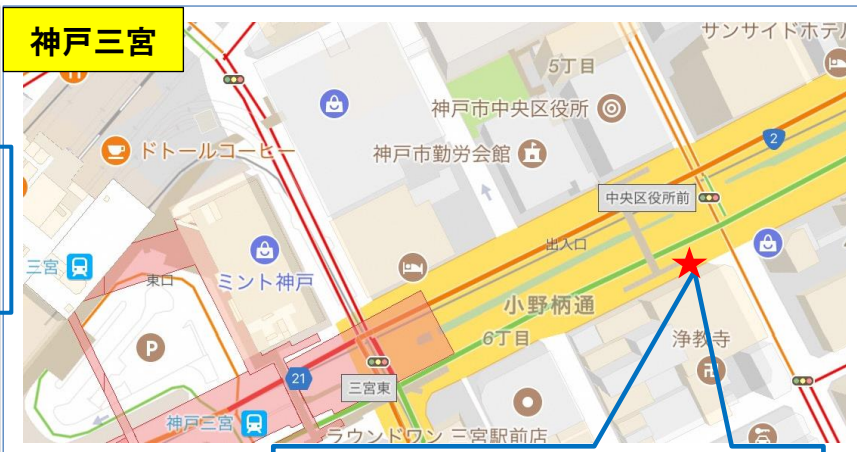 神戸三宮
サンサイドホテル
5丁目
神戸市中央区役所
ドトールコーヒー
神戸市勤労会館
2
中央区役所前
出入口
三宮
東口
ミント神戸
小野柄通
6丁目
浄教寺
P
21
三宮東
神戸三宮
ラウンドワン 三宮駅前店